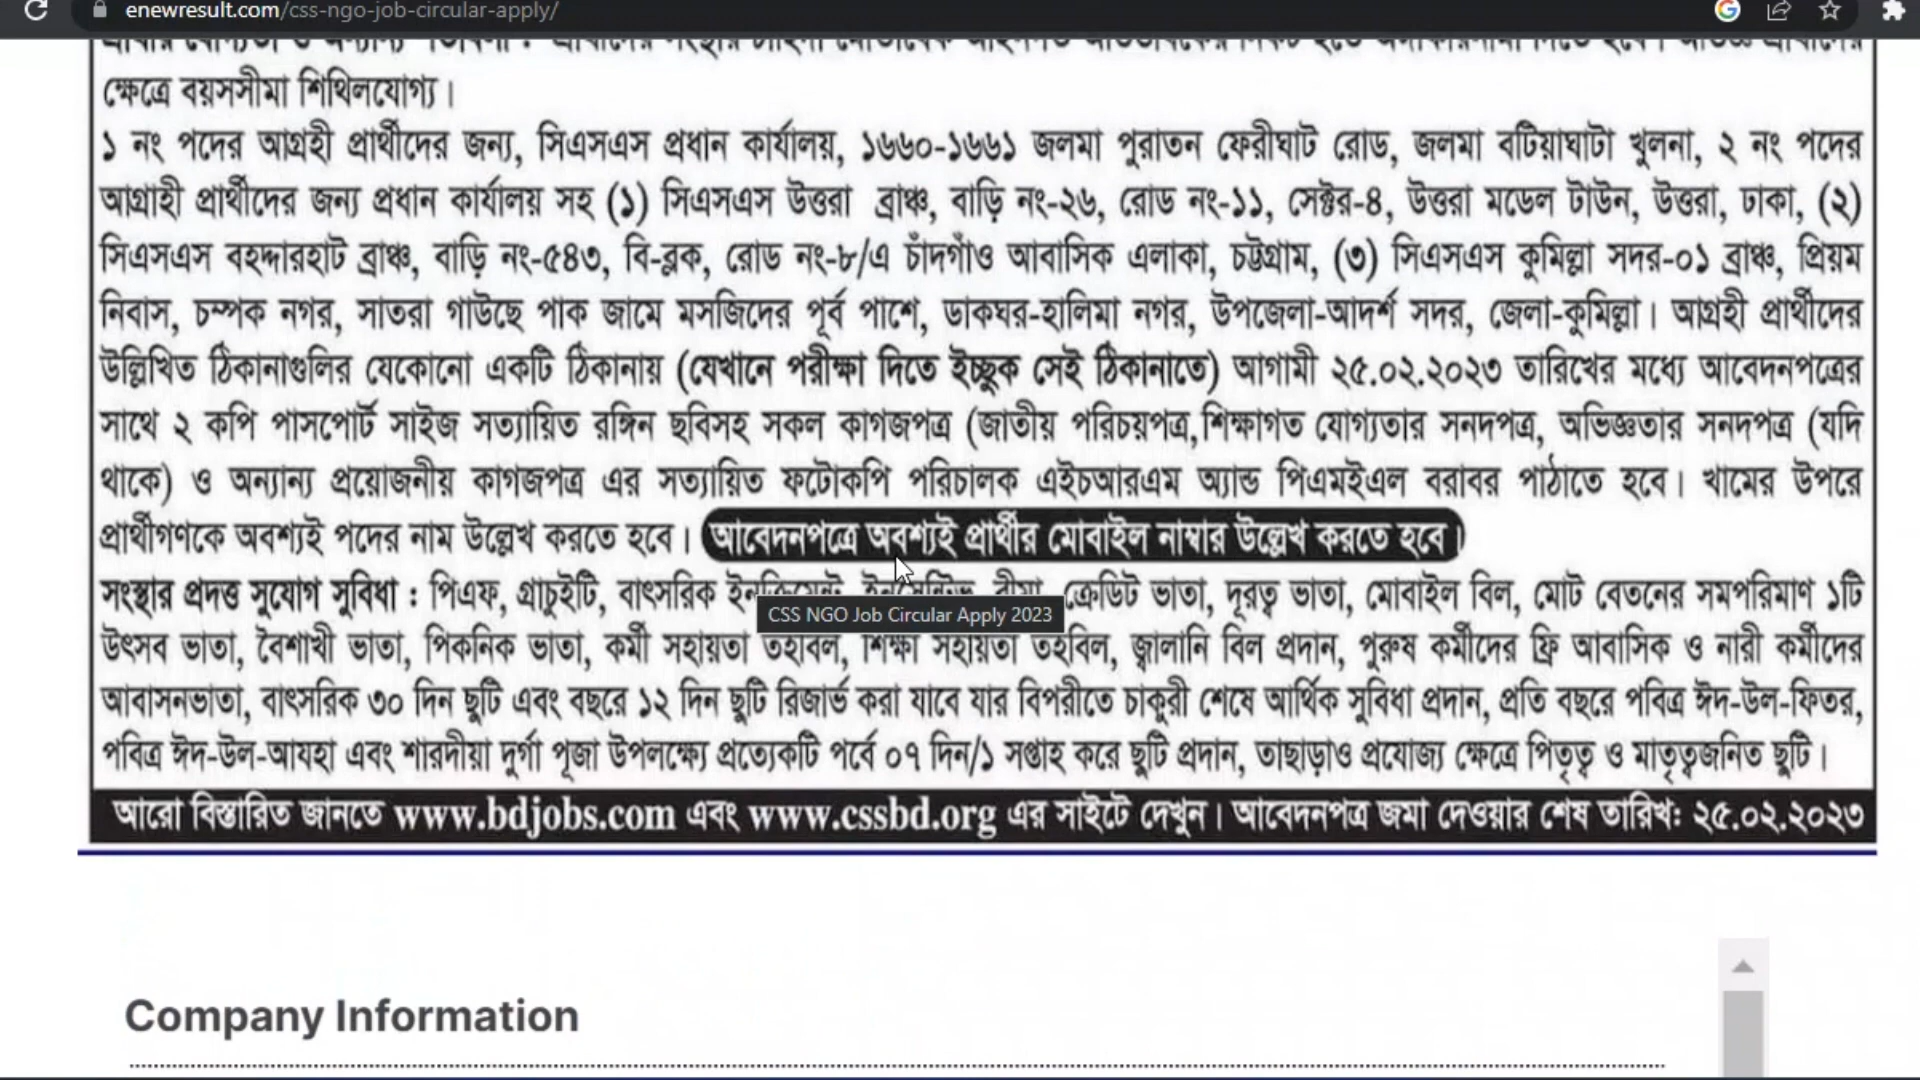 enewresult.com/css-ngo-job-circular-apply/
ক্ষেত্রে বয়সসীমা শিথিলযোগ্য।
১ নং পদের আগ্রহী প্রার্থীদের জন্য, সিএসএস প্রধান কার্যালয়, ১৬৬০-১৬৬১ জলমা পুরাতন ফেরীঘাট রোড, জলমা বটিয়াঘাটা খুলনা, ২ নং পদের
আগ্রাহী প্রার্থীদের জন্য প্রধান কার্যালয় সহ (১) সিএসএস উত্তরা ব্রাঞ্চ, বাড়ি নং-২৬, রোড নং-১১, সেক্টর-৪, উত্তরা মডেল টাউন, উত্তরা, ঢাকা, (২)
সিএসএস বহদ্দারহাট ব্রাঞ্চ, বাড়ি নং-৫৪৩, বি-ব্লক, রোড নং-৮/এ চাঁদগাঁও আবাসিক এলাকা, চট্টগ্রাম, (৩) সিএসএস কুমিল্লা সদর-০১ ব্রাঞ্চ, প্রিয়ম
নিবাস, চম্পক নগর, সাতরা গাউছে পাক জামে মসজিদের পূর্ব পাশে, ডাকঘর-হালিমা নগর, উপজেলা-আদর্শ সদর, জেলা-কুমিল্লা। আগ্রহী প্রার্থীদের
উল্লিখিত ঠিকানাগুলির যেকোনো একটি ঠিকানায় (যেখানে পরীক্ষা দিতে ইচ্ছুক সেই ঠিকানাতে) আগামী ২৫.০২.২০২৩ তারিখের মধ্যে আবেদনপত্রের
সাথে ২ কপি পাসপোর্ট সাইজ সত্যায়িত রঙ্গিন ছবিসহ সকল কাগজপত্র (জাতীয় পরিচয়পত্র,শিক্ষাগত যোগ্যতার সনদপত্র, অভিজ্ঞতার সনদপত্র (যদি
থাকে) ও অন্যান্য প্রয়োজনীয় কাগজপত্র এর সত্যায়িত ফটোকপি পরিচালক এইচআরএম অ্যান্ড পিএমইএল বরাবর পাঠাতে হবে। খামের উপরে
প্রার্থীগণকে অবশ্যই পদের নাম উল্লেখ করতে হবে। আবেদনপত্রে অবশ্যই প্রার্থীর মোবাইল নাম্বার উল্লেখ করতে হবে।
সংস্থার প্রদত্ত সুযোগ সুবিধা : পিএফ, গ্রাচুইটি, বাৎসরিক ক্রেডিট ভাতা, দূরত্ব ভাতা, মোবাইল বিল, মোট বেতনের সমপরিমাণ ১টি
CSS NGO Job Circular Apply 2023
উৎসব ভাতা, বৈশাখী ভাতা, পিকনিক ভাতা, কর্মী সহায়তা তহবিল, শিক্ষা সহায়তা তহবিল, জ্বালানি বিল প্রদান, পুরুষ কর্মীদের ফ্রি আবাসিক ও নারী কর্মীদের
আবাসনভাতা, বাৎসরিক ৩০ দিন ছুটি এবং বছরে ১২ দিন ছুটি রিজার্ভ করা যাবে যার বিপরীতে চাকুরী শেষে আর্থিক সুবিধা প্রদান, প্রতি বছরে পবিত্র ঈদ-উল-ফিতর,
পবিত্র ঈদ-উল-আযহা এবং শারদীয়া দুর্গা পূজা উপলক্ষ্যে প্রত্যেকটি পর্বে ০৭ দিন/১ সপ্তাহ করে ছুটি প্রদান, তাছাড়াও প্রযোজ্য ক্ষেত্রে পিতৃত্ব ও মাতৃত্বজনিত ছুটি।
আরো বিস্তারিত জানতে www.bdjobs.com এবং www.cssbd.org এর সাইটে দেখুন। আবেদনপত্র জমা দেওয়ার শেষ তারিখ: ২৫.০২.২০২৩
Company Information